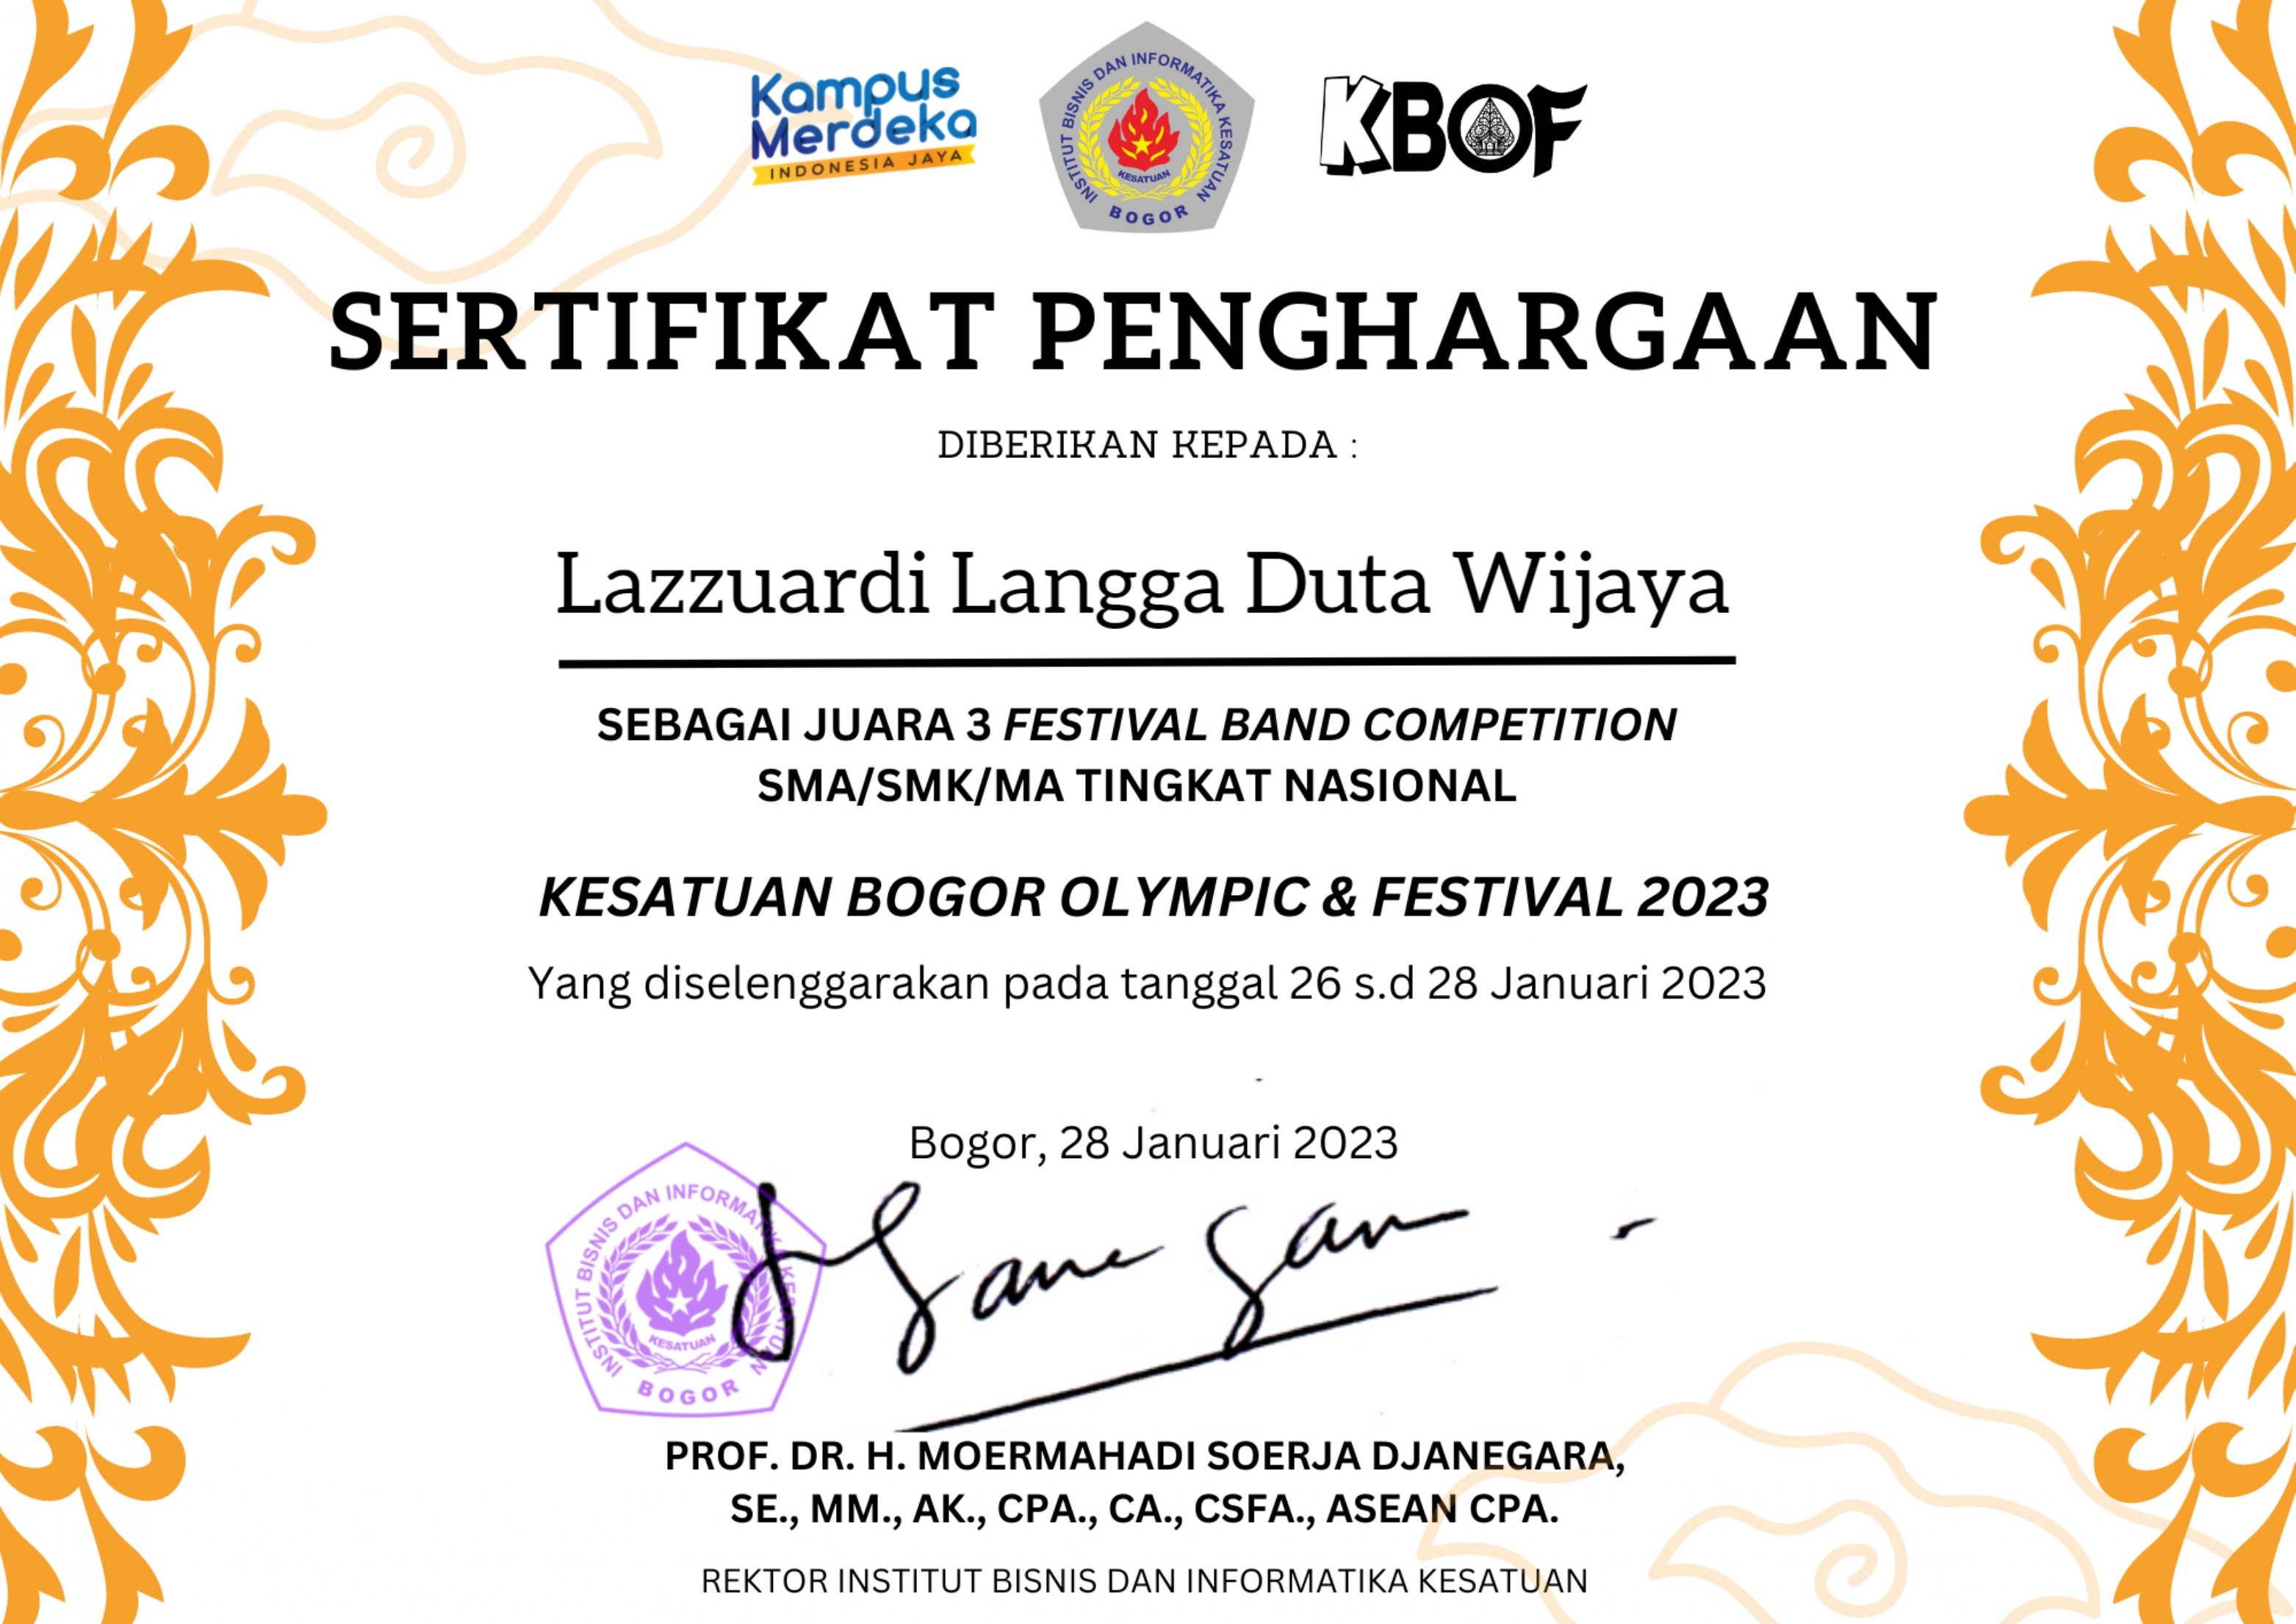 Kampus
Merdeka
INDONESIA JAYA
INSTITUT BISNIS DAN INFORMATIKA KESATUAN
KESATUAN
BOGOR
KBOF
SERTIFIKAT PENGHARGAAN
DIBERIKAN KEPADA :
Lazzuardi Langga Duta Wijaya
SEBAGAI JUARA 3 FESTIVAL BAND COMPETITION
SMA/SMK/MA TINGKAT NASIONAL
KESATUAN BOGOR OLYMPIC & FESTIVAL 2023
Yang diselenggarakan pada tanggal 26 s.d 28 Januari 2023
Bogor, 28 Januari 2023
INSTITUT BISNIS DAN INFORMATIKA KESATUAN
KESATUAN
BOGOR
PROF. DR. H. MOERMAHADI SOERJA DJANEGARA,
SE., MM., AK., CPA., CA., CSFA., ASEAN CPA.
REKTOR INSTITUT BISNIS DAN INFORMATIKA KESATUAN